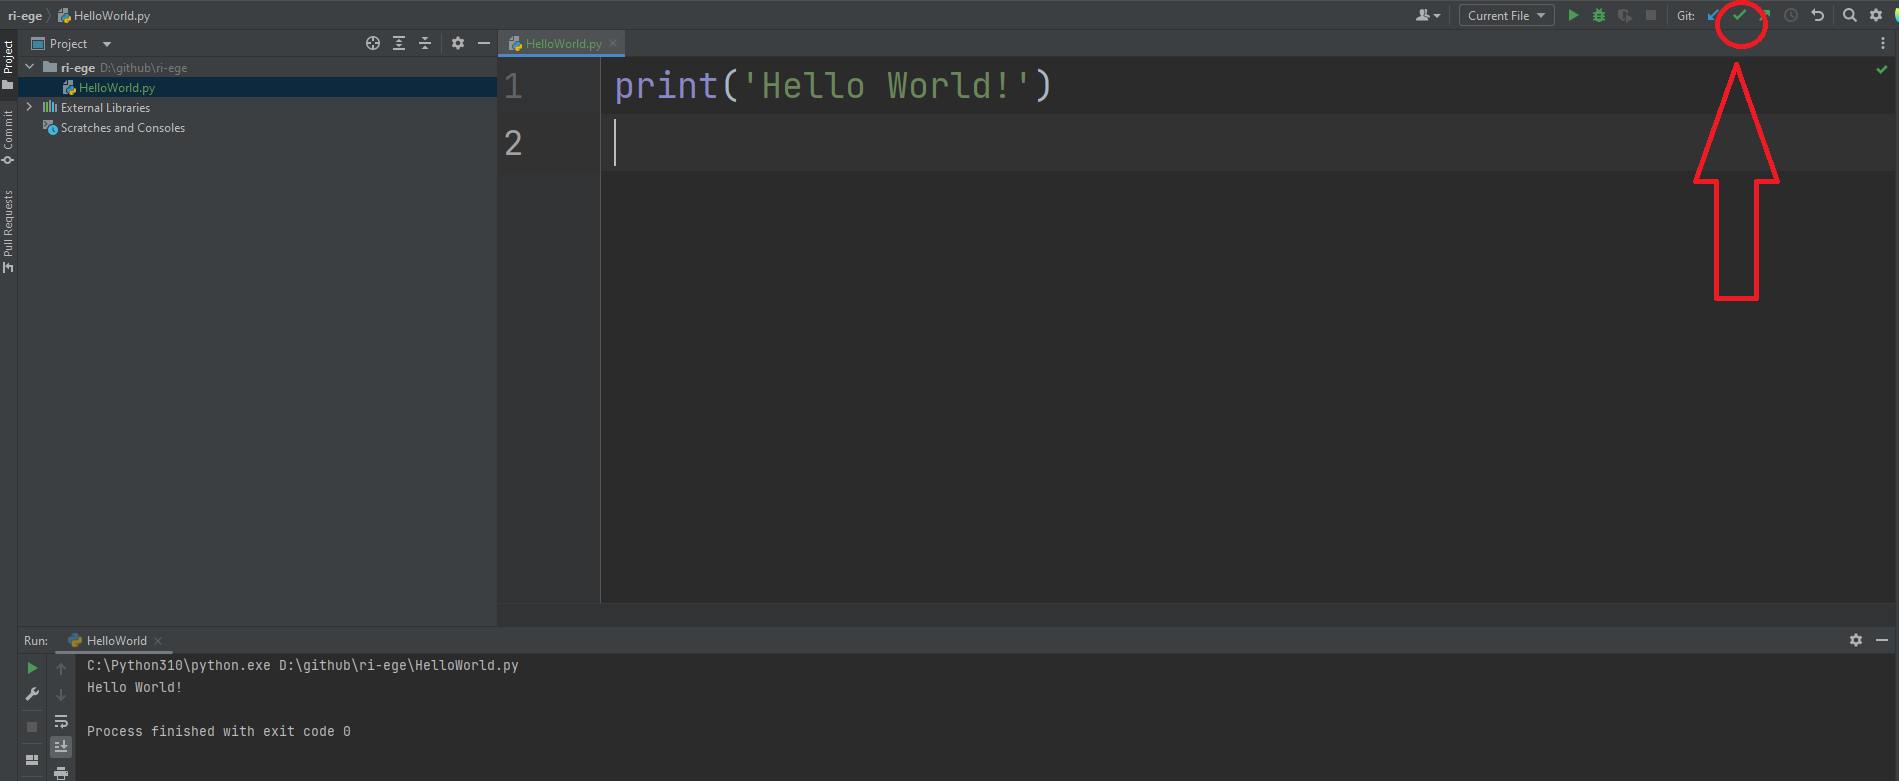 ri-ege HelloWorld.py
Current File
Git:
Project
HelloWorld.py
ri-ege D:\github\ri-ege
HelloWorld.py
External Libraries
Scratches and Consoles
Project
Commit
Pull Requests
1 print('Hello World!')
2
Run: HelloWorld
C:\Python310\python.exe D:\github\ri-ege\HelloWorld.py
Hello World!
Process finished with exit code 0